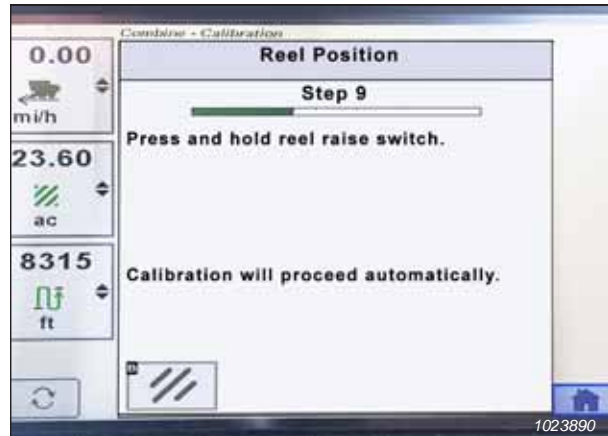 Combine - Calibration
Reel Position
0.00
mi/h
Step 9
Press and hold reel raise switch.
23.60
ac
8315
ft
Calibration will proceed automatically.
1023890